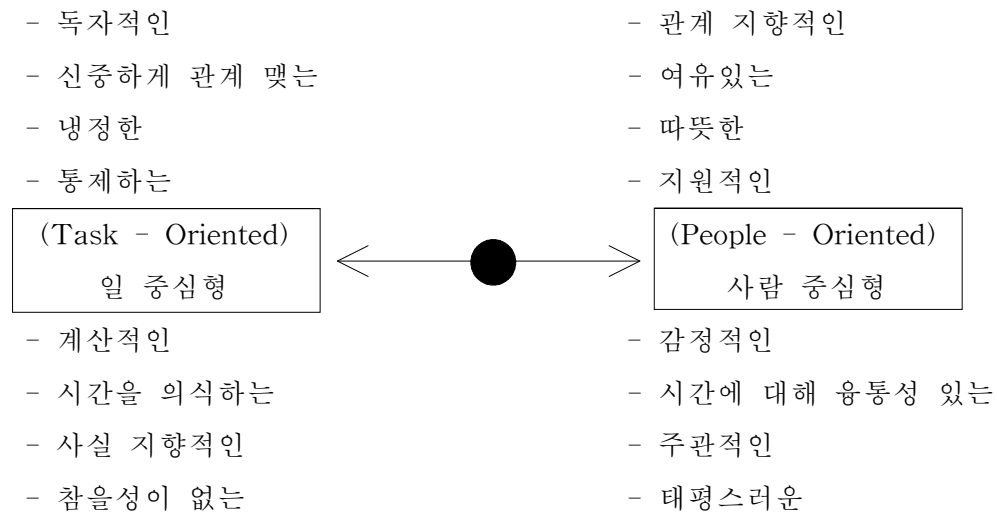 - 독자적인
- 신중하게 관계 맺는
- 냉정한
- 통제하는
(Task - Oriented)
일 중심형
- 계산적인
- 시간을 의식하는
- 사실 지향적인
- 참을성이 없는
- 관계 지향적인
- 여유있는
- 따뜻한
- 지원적인
(People - Oriented)
사람 중심형
- 감정적인
- 시간에 대해 융통성 있는
- 주관적인
- 태평스러운